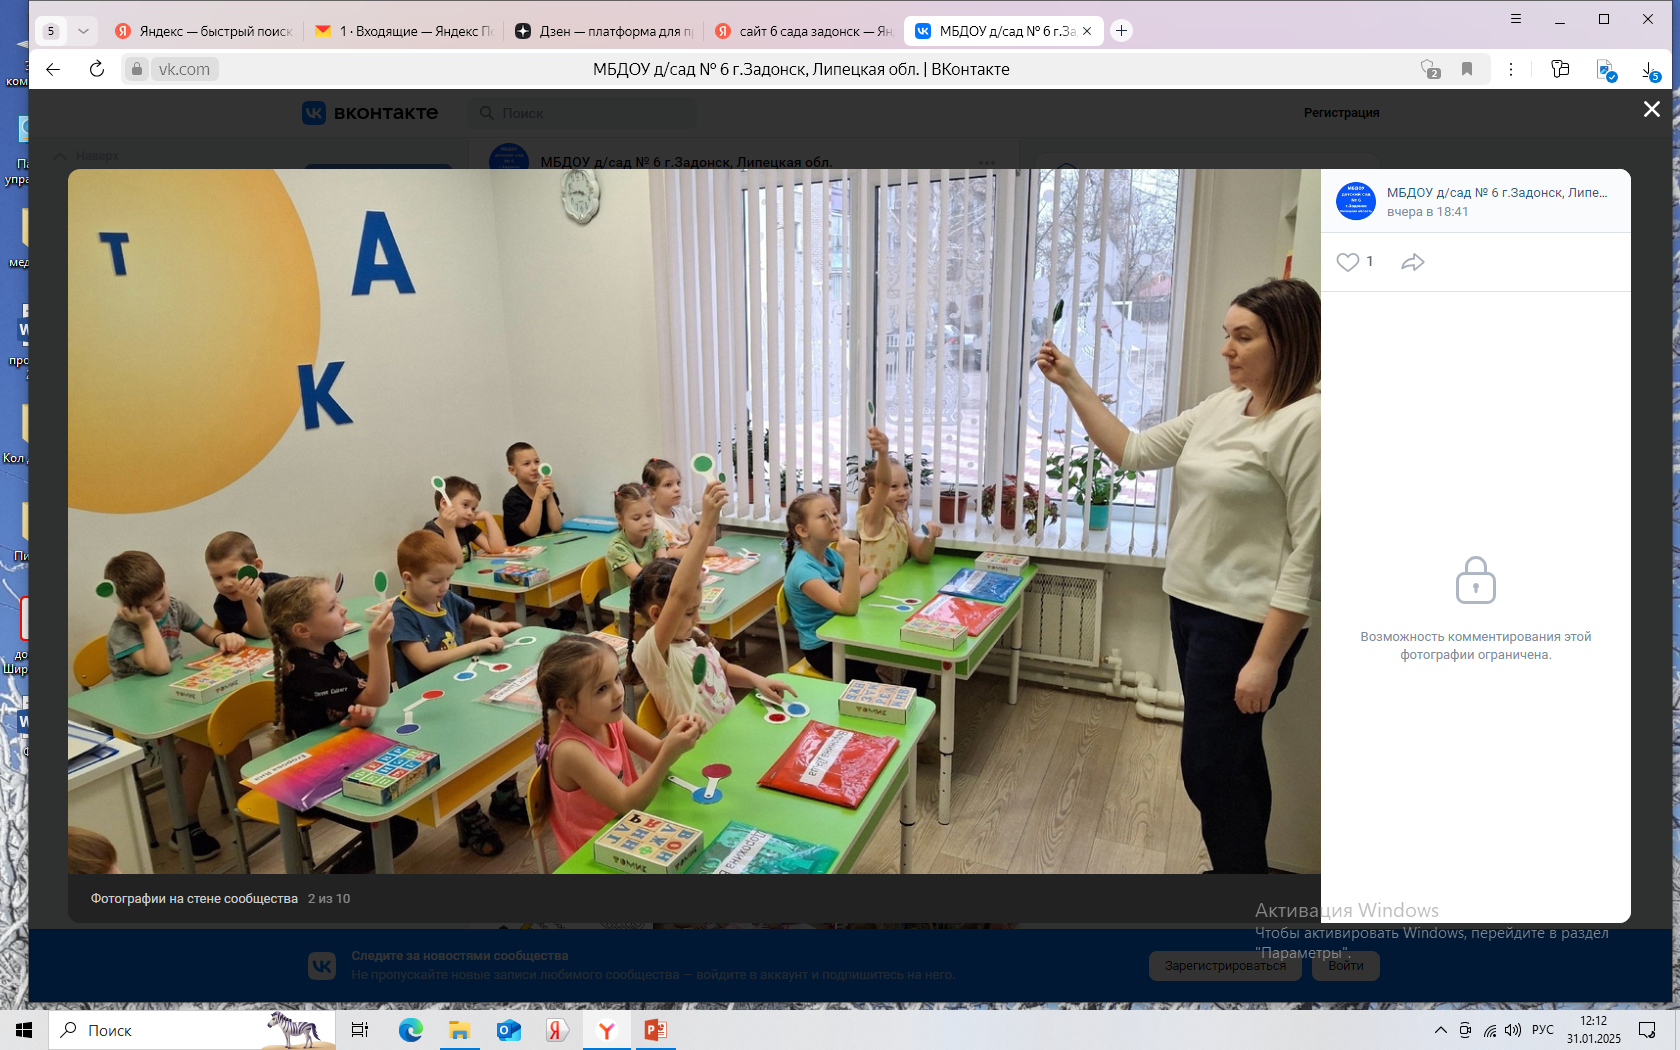 5
Яндекс — быстрый поиск
1 · Входящие — Яндекс По
Дзен — платформа для пр
сайт 6 сада задонск — Ян
МБДОУ д/сад № 6 г.За
vk.com
МБДОУ д/сад № 6 г.Задонск, Липецкая обл. | ВКонтакте
2
5
вконтакте
Поиск
Регистрация
Наверх
МБДОУ д/сад № 6 г.Задонск, Липецкая обл.
Т
А
К
МБДОУ д/сад № 6 г.Задонск, Липе...
вчера в 18:41
1
Возможность комментирования этой
фотографии ограничена.
Фотографии на стене сообщества 2 из 10
Активация Windows
Чтобы активировать Windows, перейдите в раздел
"Параметры".
Следите за новостями сообщества
Не пропускайте новые записи любимого сообщества — войдите в аккаунт и подпишитесь на него.
Зарегистрироваться
Войти
Поиск
РУС
12:12
31.01.2025